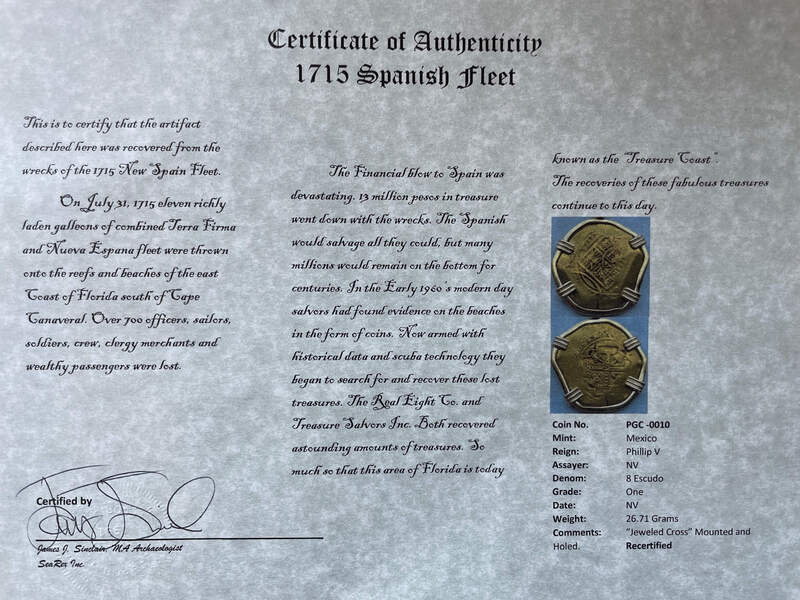 Certificate of Authenticity
1715 Spanish Fleet
This is to certify that the artifact
described here was recovered from the
wrecks of the 1715 New Spain Fleet.
On July 31, 1715 eleven richly
laden galleons of combined Terra Firma
and Nueva Espana fleet were thrown
onto the reefs and beaches of the east
Coast of Florida south of Cape
Canaveral. Over 700 officers, sailors,
soldiers, crew, clergy merchants and
wealthy passengers were lost.
Certified by
James J. Sinclair, MA Archaeologist
SeaRex Inc.
The Financial blow to Spain was
devastating. 13 million pesos in treasure
went down with the wrecks. The Spanish
would salvage all they could, but many
millions would remain on the bottom for
centuries. In the Early 1960's modern day
salvors had found evidence on the beaches
in the form of coins. Now armed with
historical data and scuba technology they
began to search for and recover these lost
treasures. The Real Eight Co. and
Treasure Salvors Inc. Both recovered
astounding amounts of treasures. So
much so that this area of Florida is today
known as the "Treasure Coast".
The recoveries of these fabulous treasures
continue to this day.
Coin No. PGC -0010
Mint: Mexico
Reign: Phillip V
Assayer: NV
Denom: 8 Escudo
Grade: One
Date: NV
Weight: 26.71 Grams
Comments: "Jeweled Cross" Mounted and
Holed. Recertified